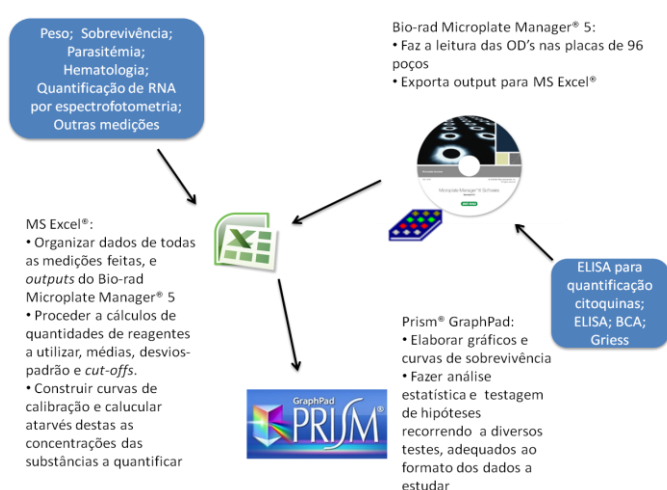 Peso; Sobrevivência;
Parasitémia;
Hematologia;
Quantificação de RNA
por espectrofotometria;
Outras medições
Bio-rad Microplate Manager® 5:
• Faz a leitura das OD's nas placas de 96
poços
• Exporta output para MS Excel®
Microplate Manager® Software
MS Excel®:
• Organizar dados de todas
as medições feitas, e
outputs do Bio-rad
Microplate Manager® 5
• Proceder a cálculos de
quantidades de reagentes
a utilizar, médias, desvios-
padrão e cut-offs.
• Construir curvas de
calibração e calucular
atarvés destas as
concentrações das
substâncias a quantificar
ELISA para
quantificação
citoquinas;
ELISA; BCA;
Griess
Prism® GraphPad:
• Elaborar gráficos e
curvas de sobrevivência
• Fazer análise
estatística e testagem
de hipóteses
recorrendo a diversos
testes, adequados ao
formato dos dados a
estudar
GraphPad
PRISM®